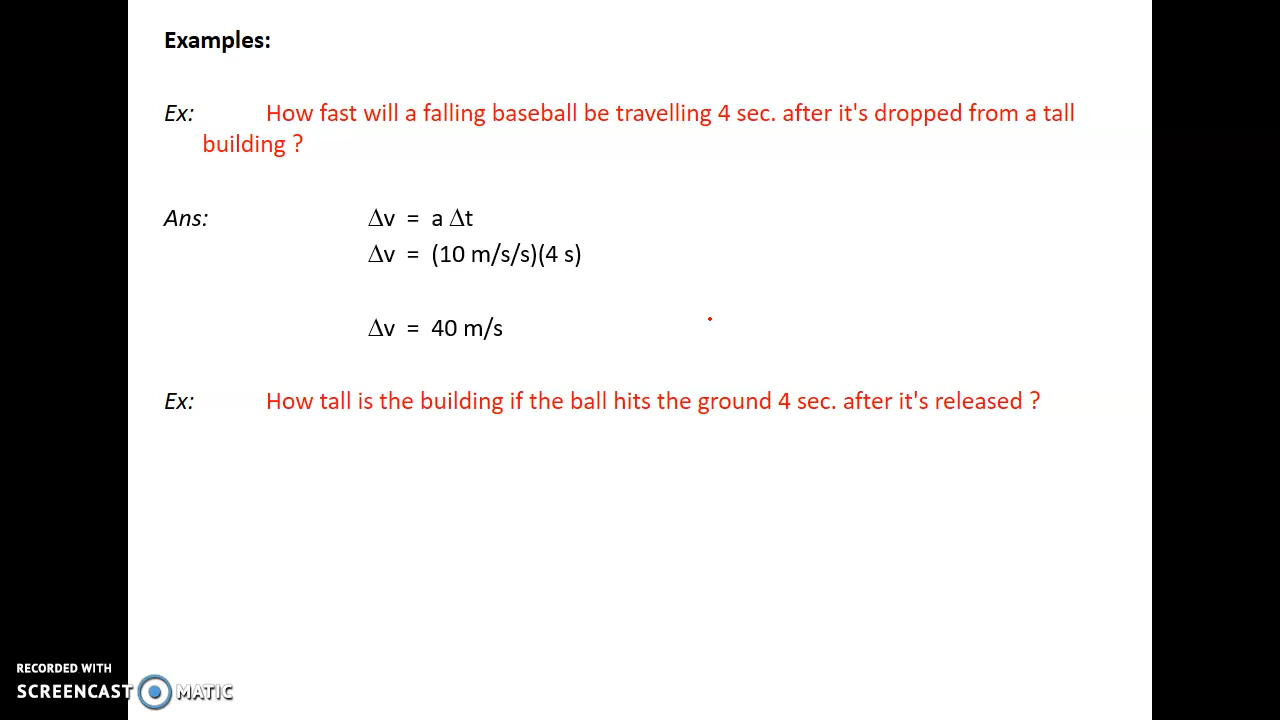 Examples:
Ex: How fast will a falling baseball be travelling 4 sec. after it's dropped from a tall
building ?
Ans: Δv = a Δt
Δv = (10 m/s/s)(4 s)
Δv = 40 m/s
Ex: How tall is the building if the ball hits the ground 4 sec. after it's released ?
RECORDED WITH
SCREENCAST MATIC